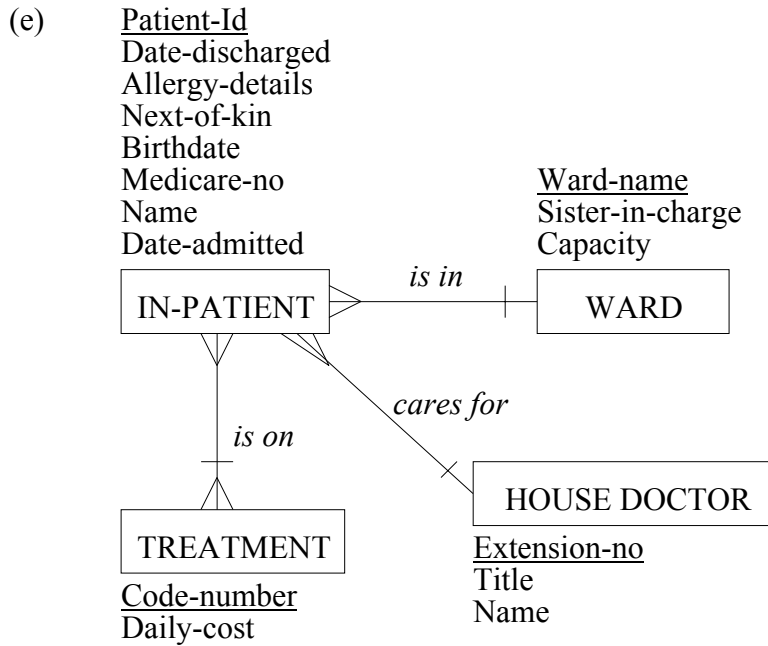 (e)
Patient-Id
Date-discharged
Allergy-details
Next-of-kin
Birthdate
Medicare-no
Name
Date-admitted
Ward-name
Sister-in-charge
Capacity
is in
IN-PATIENT
WARD
cares for
is on
HOUSE DOCTOR
Extension-no
Title
Name
TREATMENT
Code-number
Daily-cost